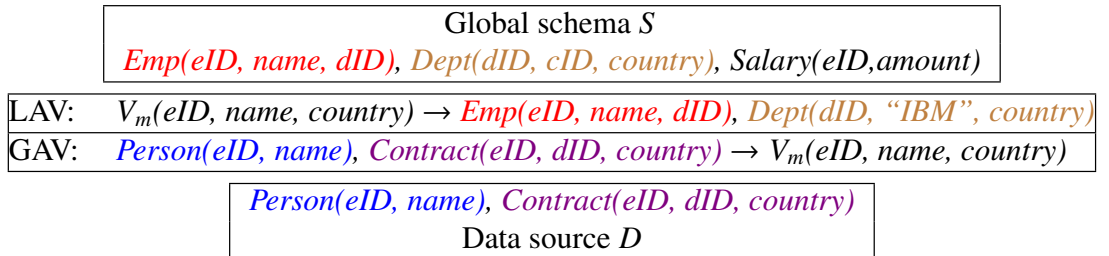 Global schema S
Emp(eID, name, dID), Dept(dID, cID, country), Salary(eID,amount)
LAV: Vm(eID, name, country) → Emp(eID, name, dID), Dept(dID, “IBM”, country)
GAV: Person(eID, name), Contract(eID, dID, country) → Vm(eID, name, country)
Person(eID, name), Contract(eID, dID, country)
Data source D